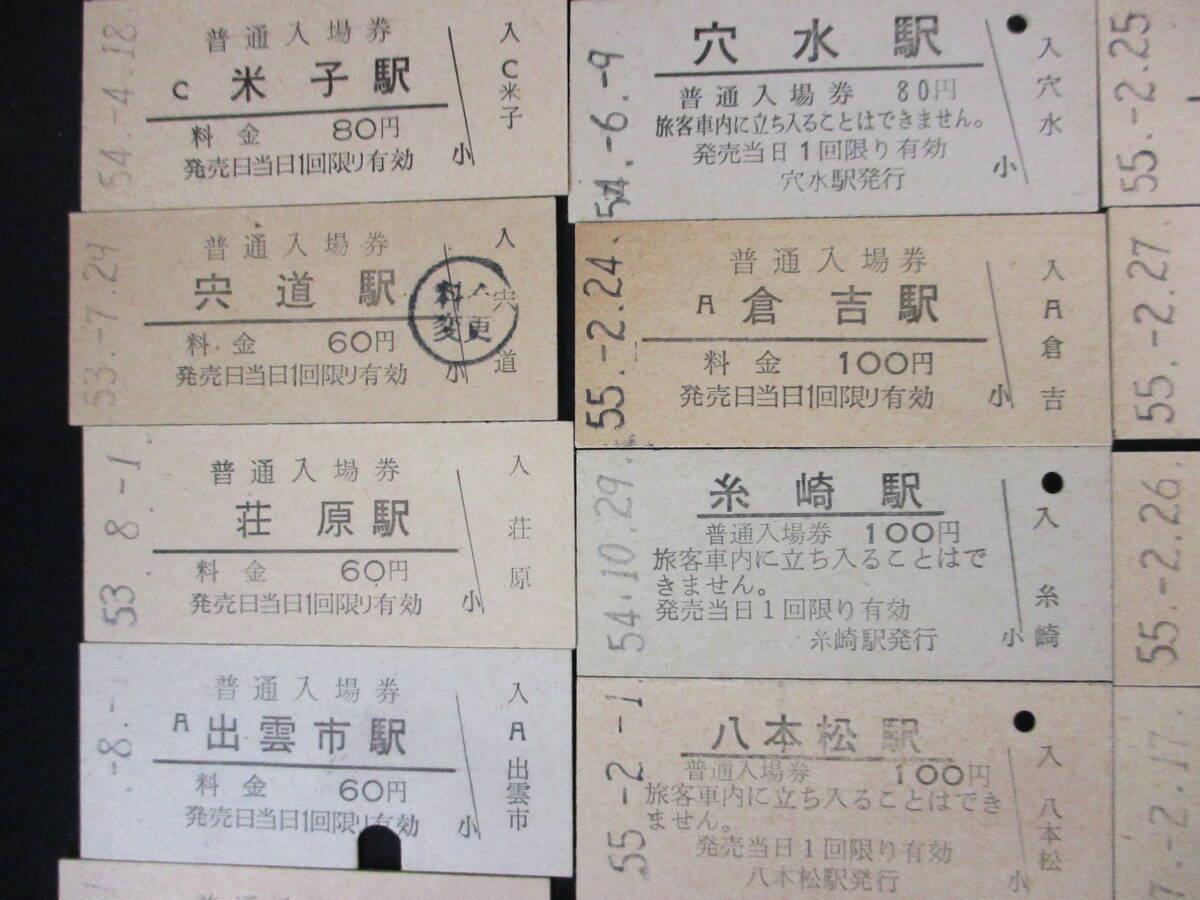 54.-4.18
普通入場券
C 米子駅
料金 80円
発売日当日1回限り有効
小
入
C米子
53.-7.29
普通入場券
宍道駅
料金 60円
発売日当日1回限り有効
小
変更
入
宍道
53.8.-1
普通入場券
荘原駅
料金 60円
発売日当日1回限り有効
小
入
荘原
-8.-
普通入場券
A 出雲市駅
料金 60円
発売日当日1回限り有効
小
入
A出雲市
54.-6.-9
穴水駅
普通入場券 80円
旅客車内に立ち入ることはできません。
発売当日1回限り有効
穴水駅発行
小
入
穴水
55.-2.24.
普通入場券
A 倉吉駅
料金 100円
発売日当日1回限り有効
小
入
A倉吉
54.10.29.
糸崎駅
普通入場券 100円
旅客車内に立ち入ることはで
きません。
発売当日1回限り有効
糸崎駅発行
小
入
糸崎
55-2-1.
八本松駅
普通入場券 100円
旅客車内に立ち入ることはでき
ません。
発売当日1回限り有効
八本松駅発行
小
入
八本松
55.-2.25
55.-2.27.
55.-2.26.
-2.17.